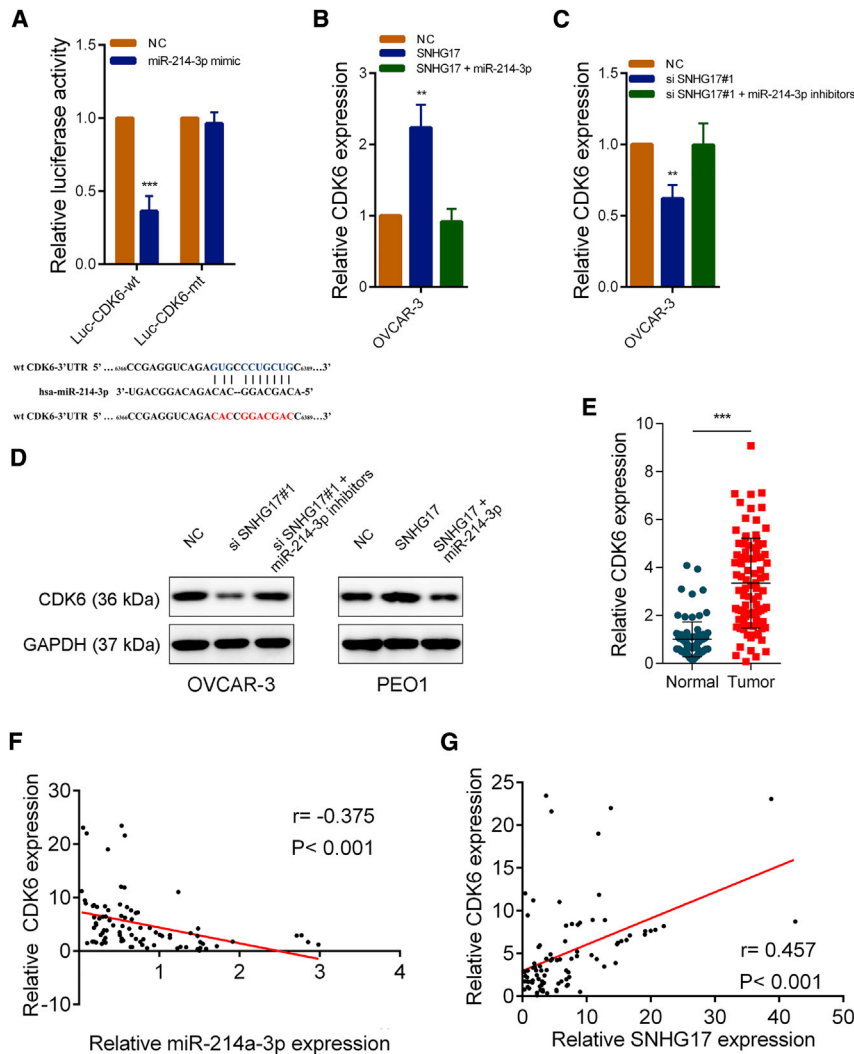 A
NC
miR-214-3p mimic
Relative luciferase activity
1.5
1.0
0.5
0.0
***
Luc-CDK6-wt
Luc-CDK6-mt
wt CDK6-3'UTR 5' ... 6366CCGAGGUCAGAGUGCCCUGCUGC6389...3'
hsa-miR-214-3p 3'-UGACGGACAGACAC--GGACGACA-5'
wt CDK6-3'UTR 5' ... 6366CCGAGGUCAGACACCGGACGACC6389...3'
B
NC
SNHG17
SNHG17 + miR-214-3p
Relative CDK6 expression
3
2
1
0
**
OVCAR-3
C
NC
si SNHG17#1
si SNHG17#1 + miR-214-3p inhibitors
Relative CDK6 expression
1.5
1.0
0.5
0.0
**
OVCAR-3
D
NC
si SNHG17#1
si SNHG17#1 +
miR-214-3p inhibitors
NC
SNHG17
SNHG17 +
miR-214-3p
CDK6 (36 kDa)
GAPDH (37 kDa)
OVCAR-3
PEO1
E
Relative CDK6 expression
10
8
6
4
2
0
***
Normal
Tumor
F
Relative CDK6 expression
30
20
10
0
-10
1
2
3
4
r= -0.375
P< 0.001
Relative miR-214a-3p expression
G
Relative CDK6 expression
25
20
15
10
5
0
0
10
20
30
40
50
r= 0.457
P< 0.001
Relative SNHG17 expression